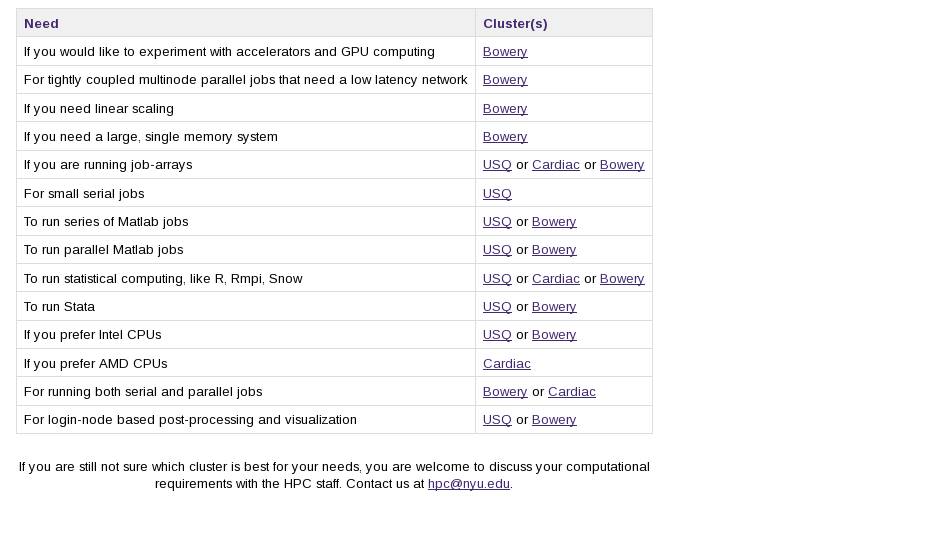 Need Cluster(s)
If you would like to experiment with accelerators and GPU computing Bowery
For tightly coupled multinode parallel jobs that need a low latency network Bowery
If you need linear scaling Bowery
If you need a large, single memory system Bowery
If you are running job-arrays USQ or Cardiac or Bowery
For small serial jobs USQ
To run series of Matlab jobs USQ or Bowery
To run parallel Matlab jobs USQ or Bowery
To run statistical computing, like R, Rmpi, Snow USQ or Cardiac or Bowery
To run Stata USQ or Bowery
If you prefer Intel CPUs USQ or Bowery
If you prefer AMD CPUs Cardiac
For running both serial and parallel jobs Bowery or Cardiac
For login-node based post-processing and visualization USQ or Bowery
If you are still not sure which cluster is best for your needs, you are welcome to discuss your computational
requirements with the HPC staff. Contact us at hpc@nyu.edu.